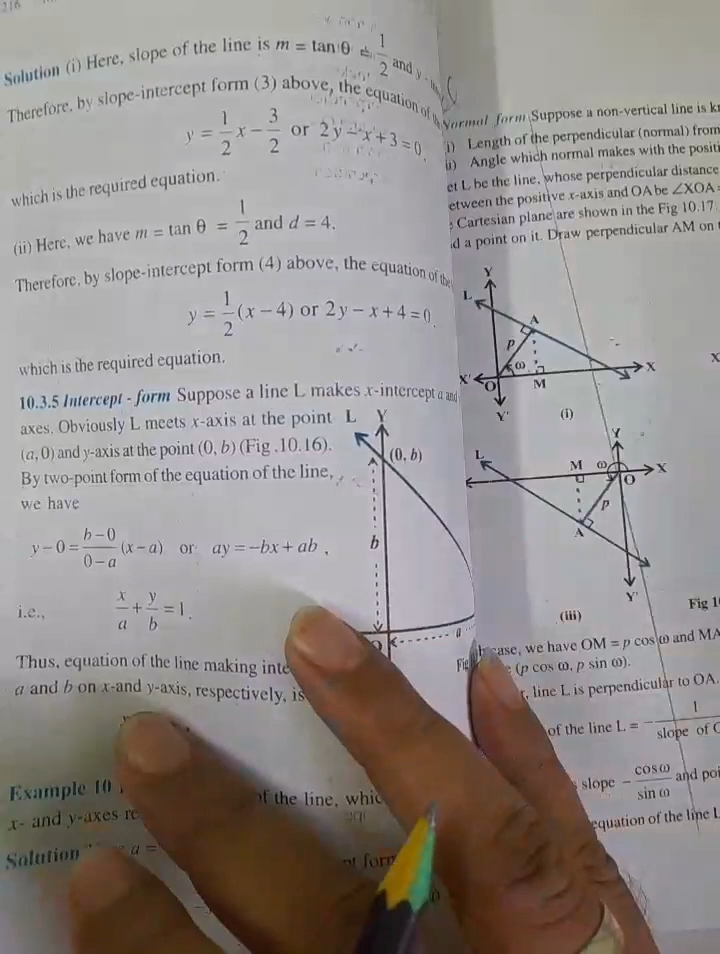 216
Solution (i) Here, slope of the line is m = tan θ = 1/2 and y -
Therefore, by slope-intercept form (3) above, the equation of
y = 1/2 x − 3/2 or 2y − x + 3 = 0,
which is the required equation.
(ii) Here, we have m = tan θ = 1/2 and d = 4.
Therefore, by slope-intercept form (4) above, the equation of the
y = 1/2 (x − 4) or 2y − x + 4 = 0,
which is the required equation.
10.3.5 Intercept - form Suppose a line L makes x-intercept a and
axes. Obviously L meets x-axis at the point
(a, 0) and y-axis at the point (0, b) (Fig .10.16).
By two-point form of the equation of the line,
we have
y − 0 = (b−0)/(0−a) (x − a) or ay = −bx + ab ,
i.e., x/a + y/b = 1.
L Y
(0, b)
b
O
a
Thus, equation of the line making inte
a and b on x-and y-axis, respectively, is
Example 10 of the line, whic
x- and y-axes re
Solution a =
form
Normal form Suppose a non-vertical line is k
i) Length of the perpendicular (normal) from
ii) Angle which normal makes with the positi
et L be the line, whose perpendicular distance
etween the positive x-axis and OA be ∠XOA
Cartesian plane are shown in the Fig 10.17.
d a point on it. Draw perpendicular AM on
Y
L
A
p
ω
X' O M X
Y'
(i)
X
Y
L M ω X
O
p
A
Y'
(iii)
Fig 1
case, we have OM = p cos ω and MA
(p cos ω, p sin ω).
line L is perpendicular to OA.
of the line L = − 1/slope of O
slope − cos ω/sin ω and poi
equation of the line L